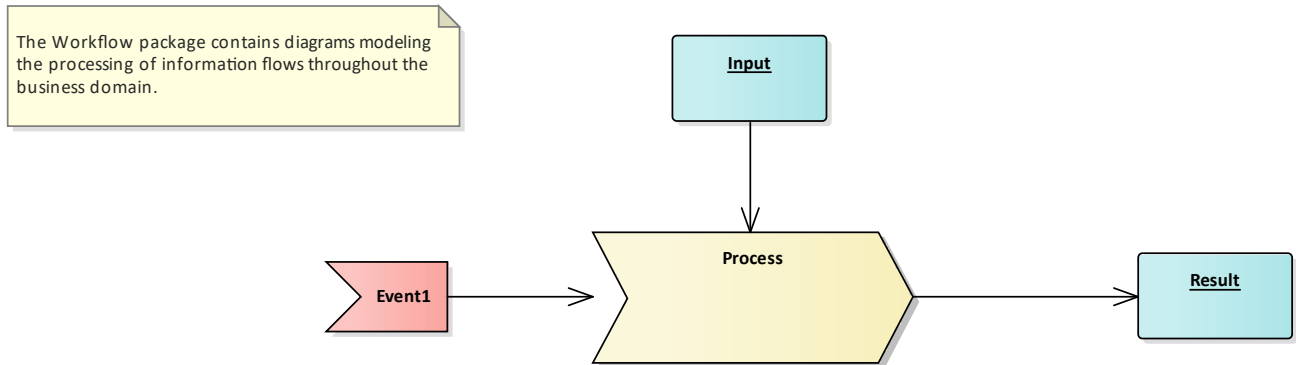 The Workflow package contains diagrams modeling
the processing of information flows throughout the
business domain.
Input
Process
Event1
Result